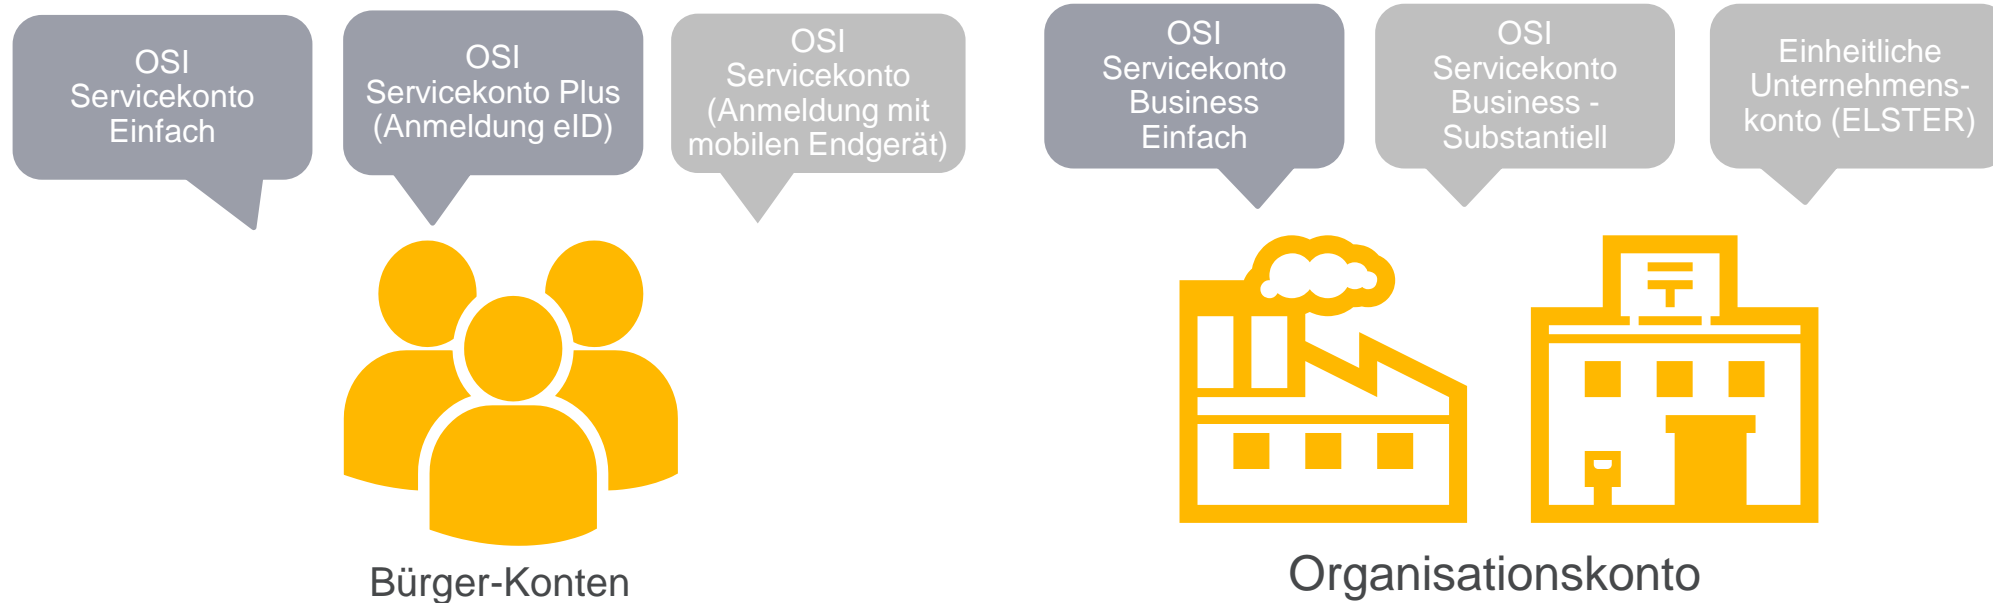 OSI
Servicekonto
Einfach
OSI
Servicekonto Plus
(Anmeldung eID)
OSI
Servicekonto
(Anmeldung mit
mobilen Endgerät)
OSI
Servicekonto
Business
Einfach
OSI
Servicekonto
Business -
Substantiell
Einheitliche
Unternehmens-
konto (ELSTER)
Bürger-Konten
Organisationskonto